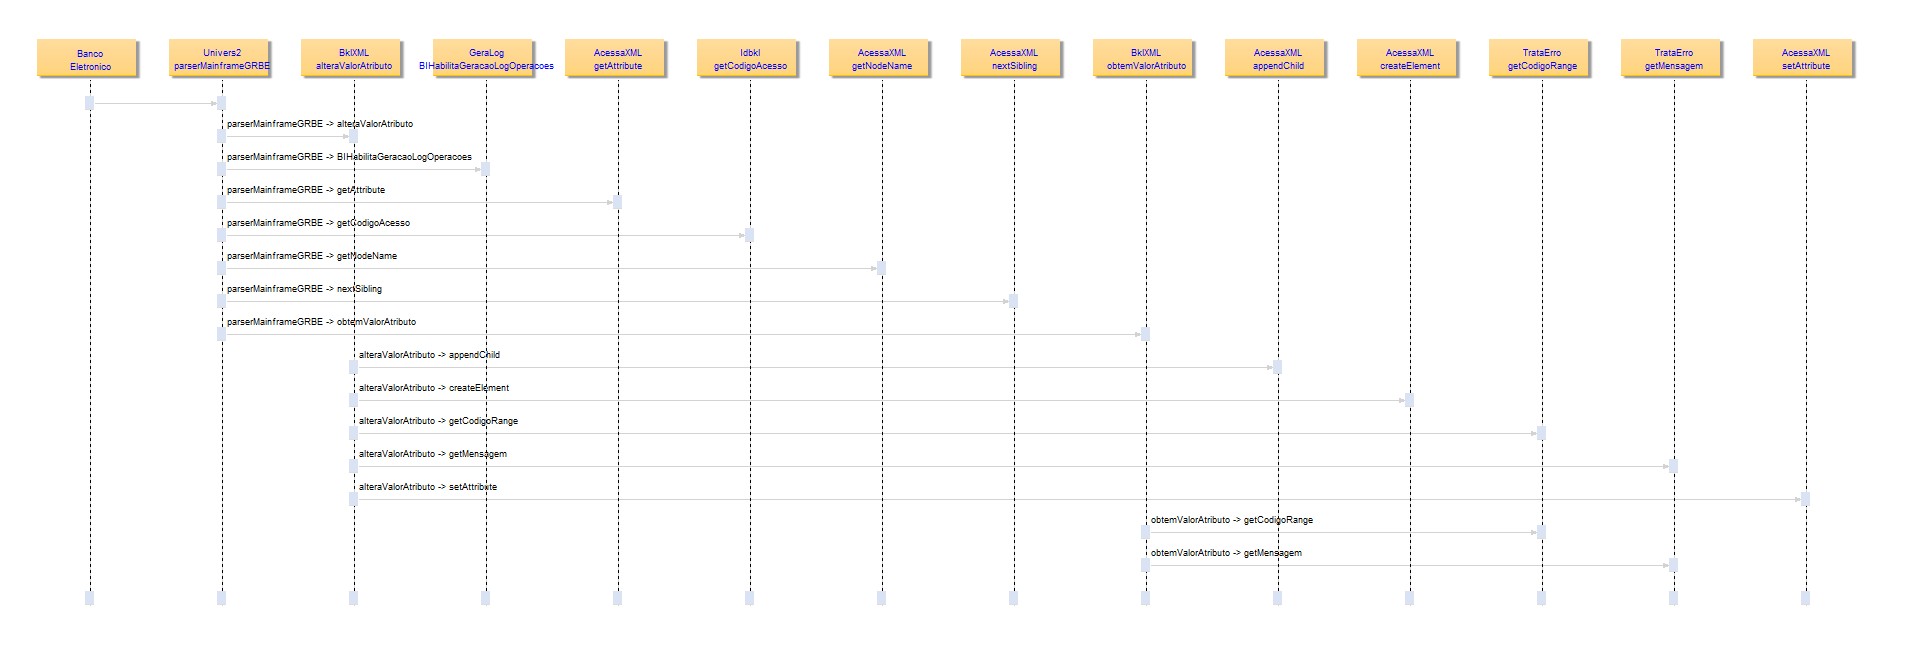 Banco
Eletronico
Univers2
parserMainframeGRBE
BklXML
alteraValorAtributo
GeraLog
BIHabilitaGeracaoLogOperacoes
AcessaXML
getAttribute
Idbkl
getCodigoAcesso
AcessaXML
getNodeName
AcessaXML
nextSibling
BklXML
obtemValorAtributo
AcessaXML
appendChild
AcessaXML
createElement
TrataErro
getCodigoRange
TrataErro
getMensagem
AcessaXML
setAttribute
parserMainframeGRBE -> alteraValorAtributo
parserMainframeGRBE -> BIHabilitaGeracaoLogOperacoes
parserMainframeGRBE -> getAttribute
parserMainframeGRBE -> getCodigoAcesso
parserMainframeGRBE -> getNodeName
parserMainframeGRBE -> nextSibling
parserMainframeGRBE -> obtemValorAtributo
alteraValorAtributo -> appendChild
alteraValorAtributo -> createElement
alteraValorAtributo -> getCodigoRange
alteraValorAtributo -> getMensagem
alteraValorAtributo -> setAttribute
obtemValorAtributo -> getCodigoRange
obtemValorAtributo -> getMensagem